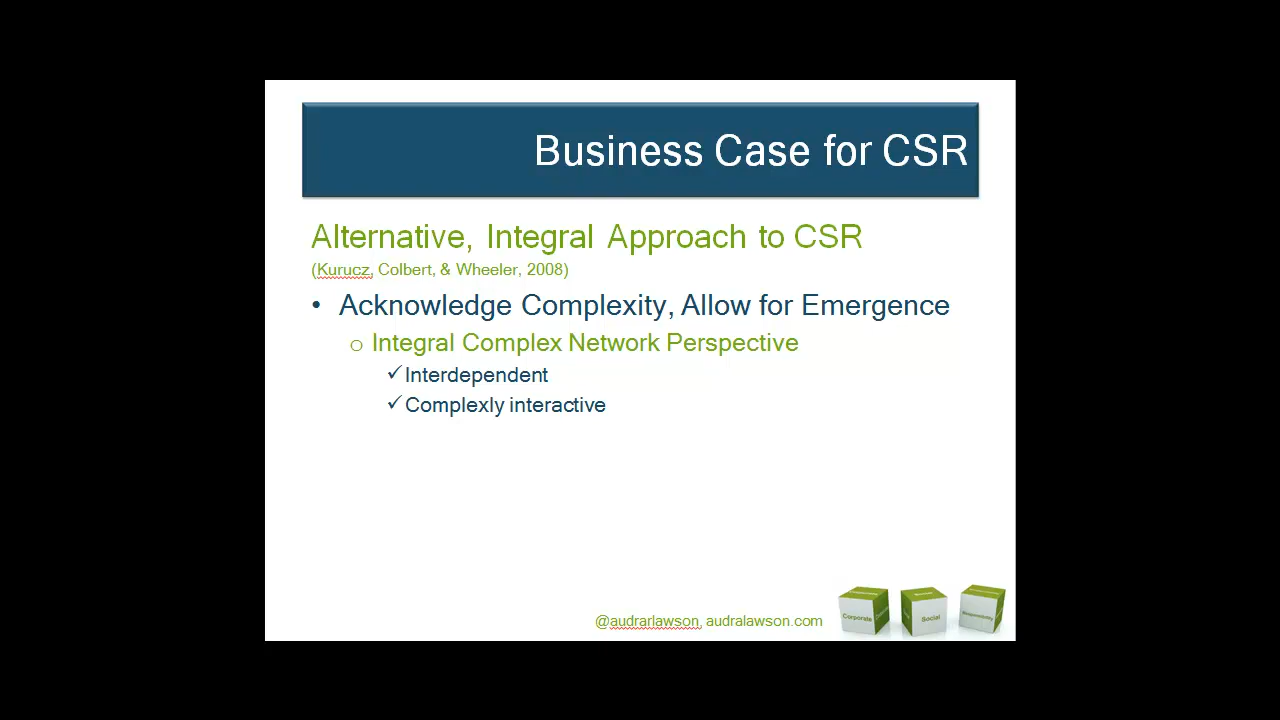 Business Case for CSR
Alternative, Integral Approach to CSR
(Kurucz, Colbert, & Wheeler, 2008)
• Acknowledge Complexity, Allow for Emergence
o Integral Complex Network Perspective
✓Interdependent
✓Complexly interactive
@audrarlawson, audralawson.com
Corporate
Social
Responsibility